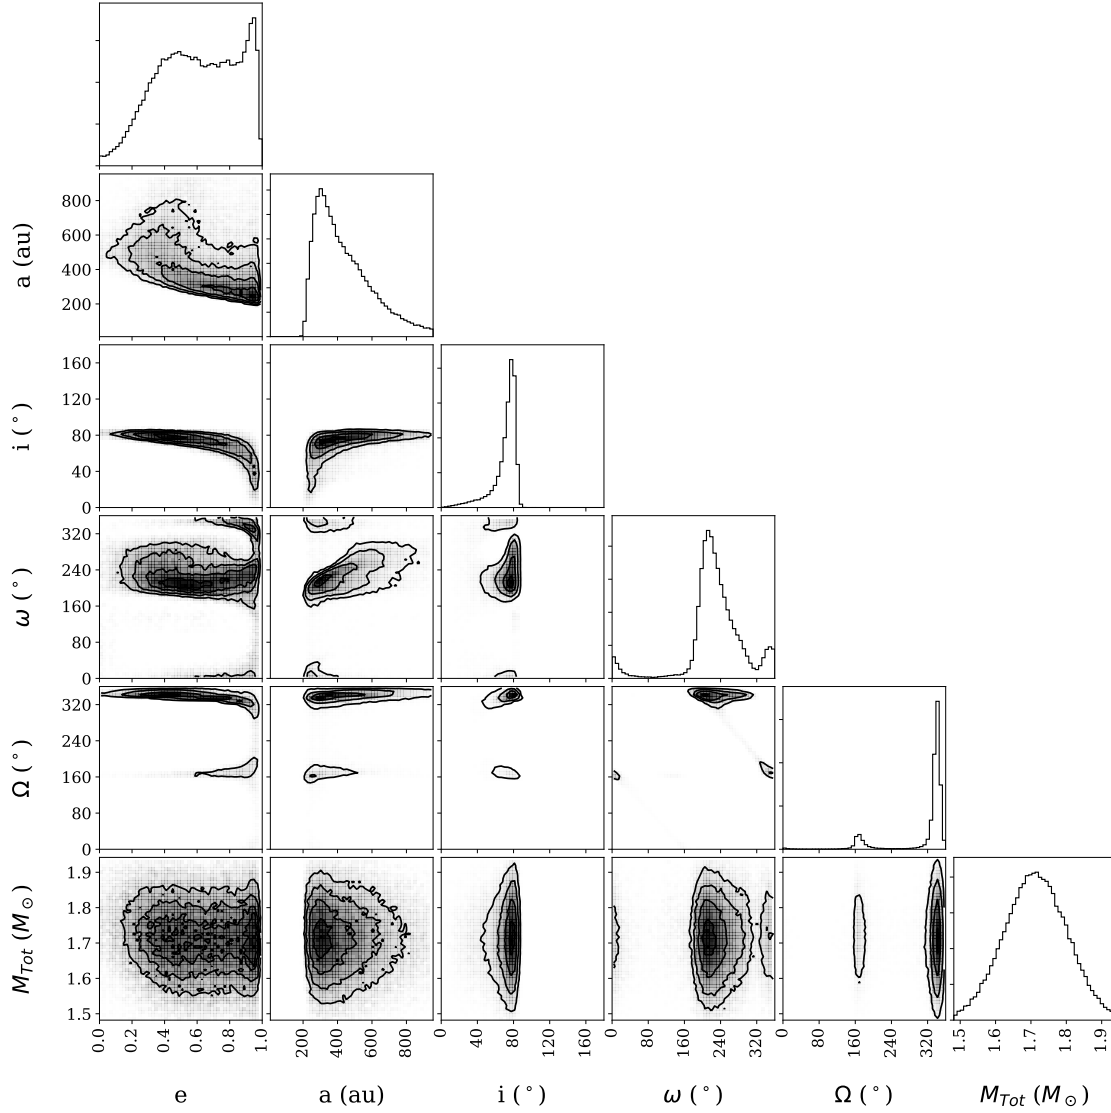 a (au)
800
600
400
200
i (°)
160
120
80
40
0
ω (°)
320
240
160
80
0
Ω (°)
320
240
160
80
0
M_Tot (M_⊙)
1.9
1.8
1.7
1.6
1.5
0.0 0.2 0.4 0.6 0.8 1.0
200 400 600 800
0 40 80 120 160
0 80 160 240 320
0 80 160 240 320
1.5 1.6 1.7 1.8 1.9
e a (au) i (°) ω (°) Ω (°) M_Tot (M_⊙)